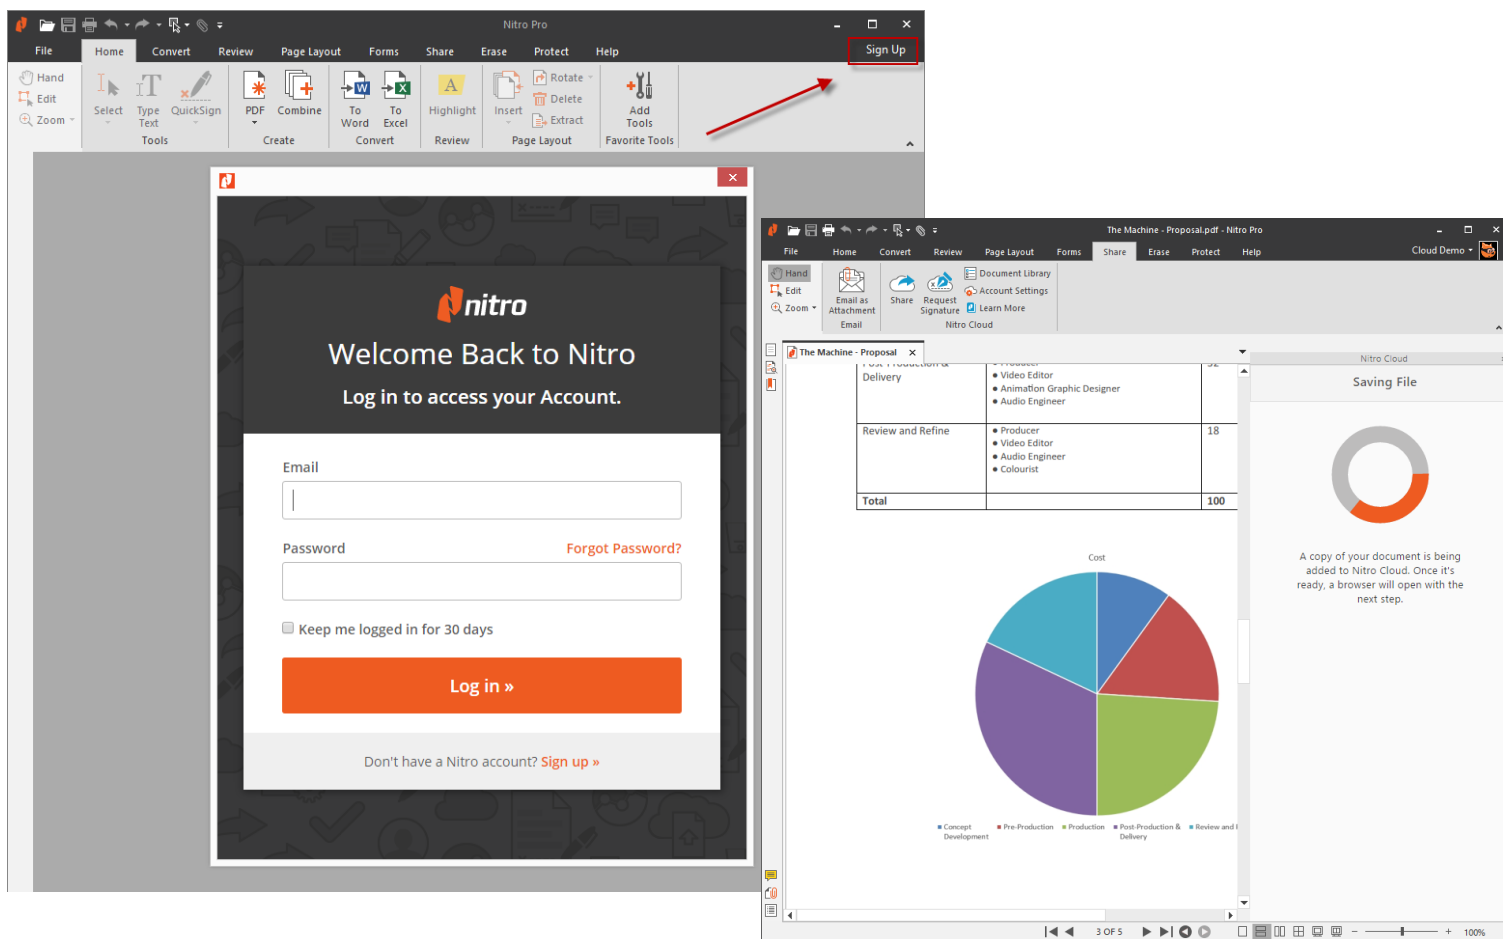 Nitro Pro
File Home Convert Review Page Layout Forms Share Erase Protect Help
Sign Up
Hand
Edit
Zoom
Select
Type
Text
QuickSign
Tools
PDF
Combine
Create
To
Word
To
Excel
Convert
A
Highlight
Review
Insert
Rotate
Delete
Extract
Page Layout
Add
Tools
Favorite Tools
nitro
Welcome Back to Nitro
Log in to access your Account.
Email
Password
Forgot Password?
Keep me logged in for 30 days
Log in »
Don't have a Nitro account? Sign up »
The Machine - Proposal.pdf - Nitro Pro
File Home Convert Review Page Layout Forms Share Erase Protect Help
Cloud Demo
Hand
Edit
Zoom
Email as
Attachment
Email
Share
Request
Signature
Document Library
Account Settings
Learn More
Nitro Cloud
The Machine - Proposal
Delivery
• Video Editor
• Animation Graphic Designer
• Audio Engineer
Review and Refine
• Producer
• Video Editor
• Audio Engineer
• Colourist
18
Total 100
Cost
Concept
Development
Pre-Production
Production
Post-Production &
Delivery
Review and
Nitro Cloud
Saving File
A copy of your document is being
added to Nitro Cloud. Once it's
ready, a browser will open with the
next step.
3 OF 5
100%